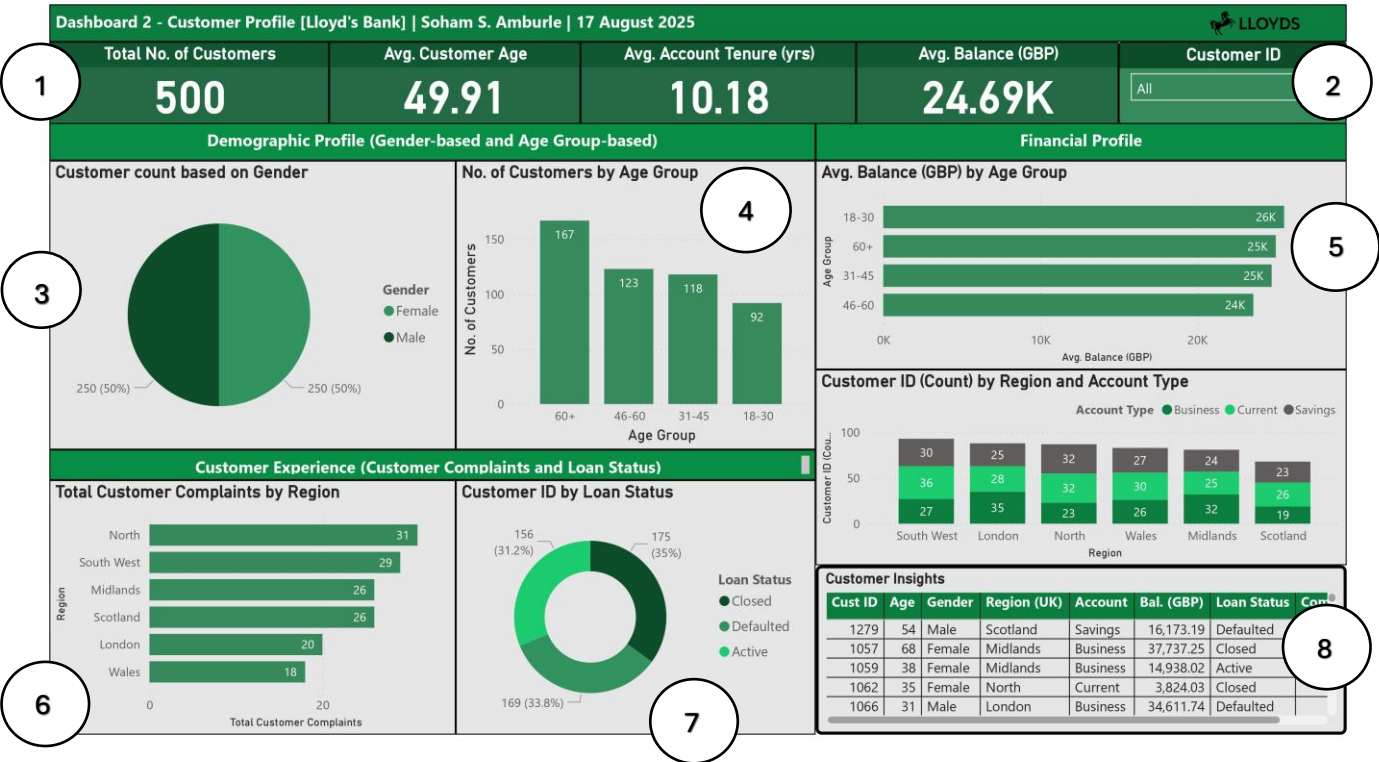 Dashboard 2 - Customer Profile [Lloyd's Bank] | Soham S. Amburle | 17 August 2025
LLOYDS
1
Total No. of Customers
500
Avg. Customer Age
49.91
Avg. Account Tenure (yrs)
10.18
Avg. Balance (GBP)
24.69K
Customer ID
All
2
Demographic Profile (Gender-based and Age Group-based)
Financial Profile
Customer count based on Gender
3
Gender
Female
Male
250 (50%)
250 (50%)
No. of Customers by Age Group
4
No. of Customers
150
100
50
0
167
123
118
92
60+
46-60
31-45
18-30
Age Group
Avg. Balance (GBP) by Age Group
5
Age Group
18-30
26K
60+
25K
31-45
25K
46-60
24K
0K
10K
20K
Avg. Balance (GBP)
Customer ID (Count) by Region and Account Type
Account Type
Business
Current
Savings
Customer ID (Cou...
100
50
0
30
25
32
27
24
23
36
28
32
30
25
26
27
35
23
26
32
19
South West
London
North
Wales
Midlands
Scotland
Region
Customer Experience (Customer Complaints and Loan Status)
Total Customer Complaints by Region
Region
North
31
South West
29
Midlands
26
Scotland
26
London
20
Wales
18
0
20
Total Customer Complaints
6
Customer ID by Loan Status
156
(31.2%)
175
(35%)
169 (33.8%)
Loan Status
Closed
Defaulted
Active
7
Customer Insights
Cust ID Age Gender Region (UK) Account Bal. (GBP) Loan Status Com
1279 54 Male Scotland Savings 16,173.19 Defaulted
1057 68 Female Midlands Business 37,737.25 Closed
1059 38 Female Midlands Business 14,938.02 Active
1062 35 Female North Current 3,824.03 Closed
1066 31 Male London Business 34,611.74 Defaulted
8